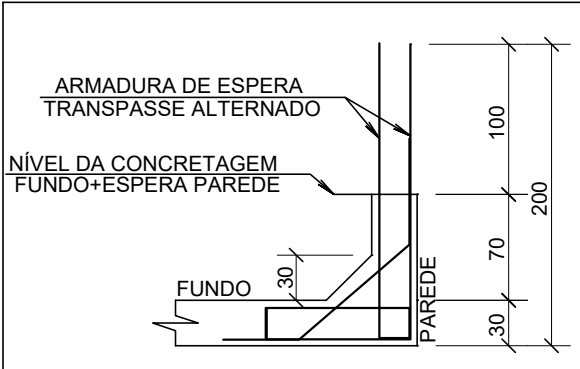 ARMADURA DE ESPERA
TRANSPASSE ALTERNADO
NÍVEL DA CONCRETAGEM
FUNDO+ESPERA PAREDE
FUNDO
30
PAREDE
100
70
30
200